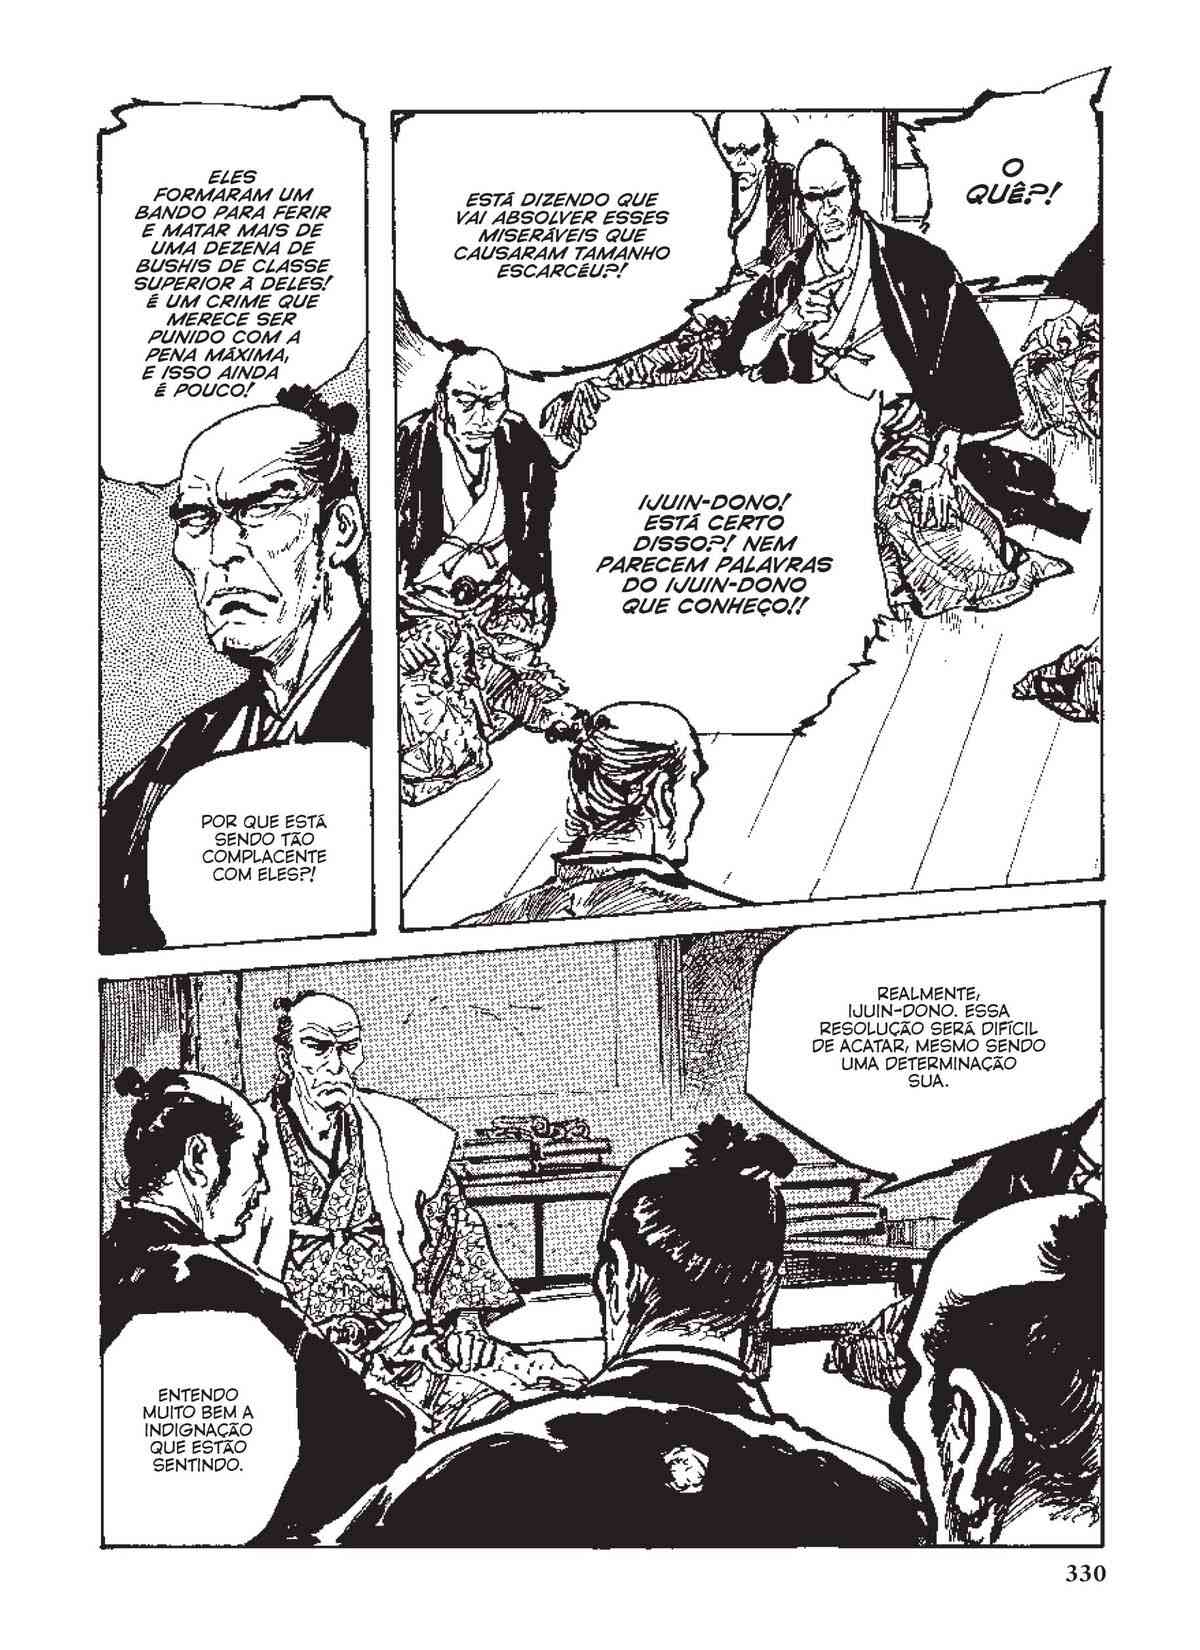 O
QUÊ?!
ESTÁ DIZENDO QUE
VAI ABSOLVER ESSES
MISERÁVEIS QUE
CAUSARAM TAMANHO
ESCARCÉU?!
IJUIN-DONO!
ESTÁ CERTO
DISSO?! NEM
PARECEM PALAVRAS
DO IJUIN-DONO
QUE CONHEÇO!!
ELES
FORMARAM UM
BANDO PARA FERIR
E MATAR MAIS DE
UMA DEZENA DE
BUSHIS DE CLASSE
SUPERIOR À DELES!
É UM CRIME QUE
MERECE SER
PUNIDO COM A
PENA MÁXIMA,
E ISSO AINDA
É POUCO!
POR QUE ESTÁ
SENDO TÃO
COMPLACENTE
COM ELES?!
REALMENTE,
IJUIN-DONO. ESSA
RESOLUÇÃO SERÁ DIFÍCIL
DE ACATAR, MESMO SENDO
UMA DETERMINAÇÃO
SUA.
ENTENDO
MUITO BEM A
INDIGNAÇÃO
QUE ESTÃO
SENTINDO.
330